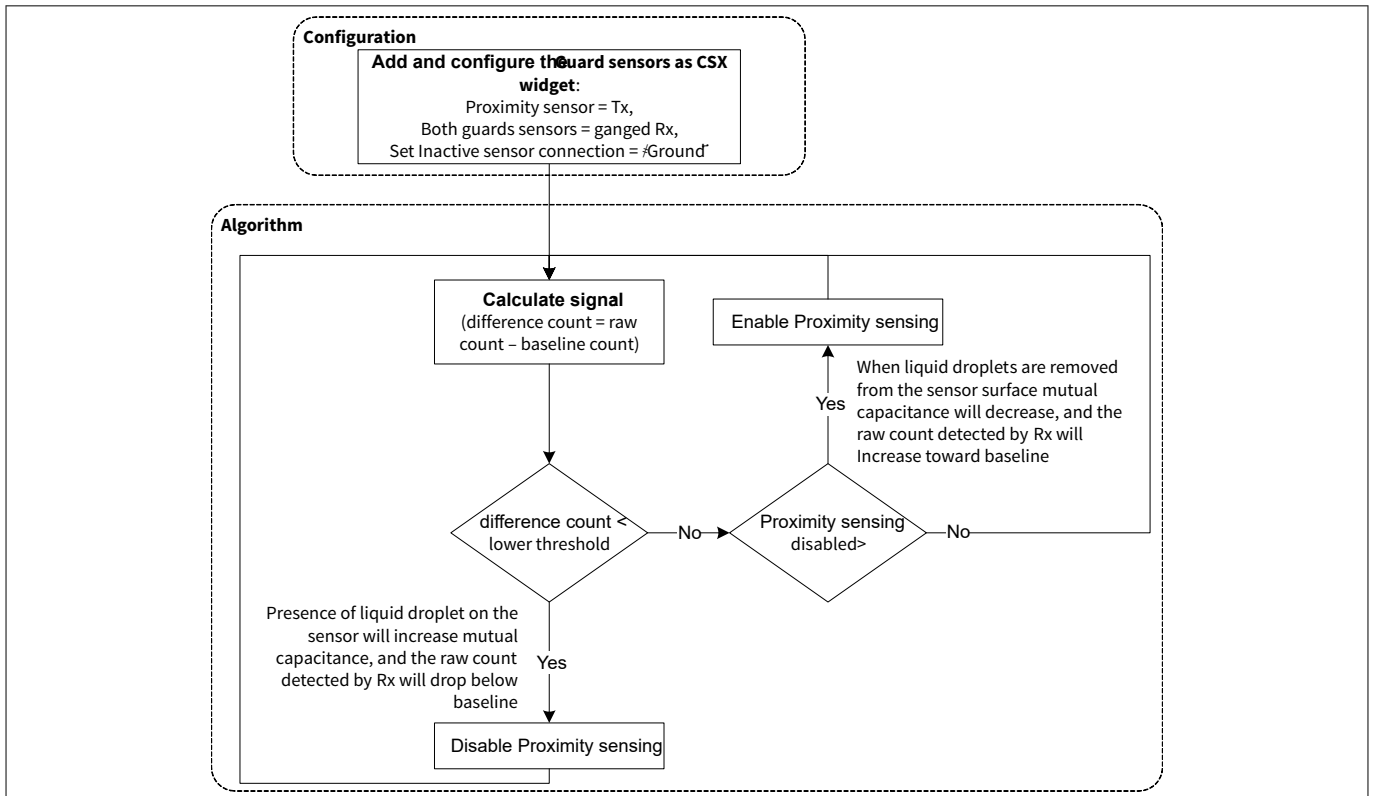 Configuration
Add and configure the Guard sensors as CSX
widget:
Proximity sensor = Tx,
Both guards sensors = ganged Rx,
Set Inactive sensor connection = Ground
Algorithm
Calculate signal
(difference count = raw
count – baseline count)
Enable Proximity sensing
When liquid droplets are removed
from the sensor surface mutual
capacitance will decrease, and the
raw count detected by Rx will
Increase toward baseline
Yes
difference count <
lower threshold
No
Proximity sensing
disabled>
No
Presence of liquid droplet on the
sensor will increase mutual
capacitance, and the raw count
detected by Rx will drop below
baseline
Yes
Disable Proximity sensing